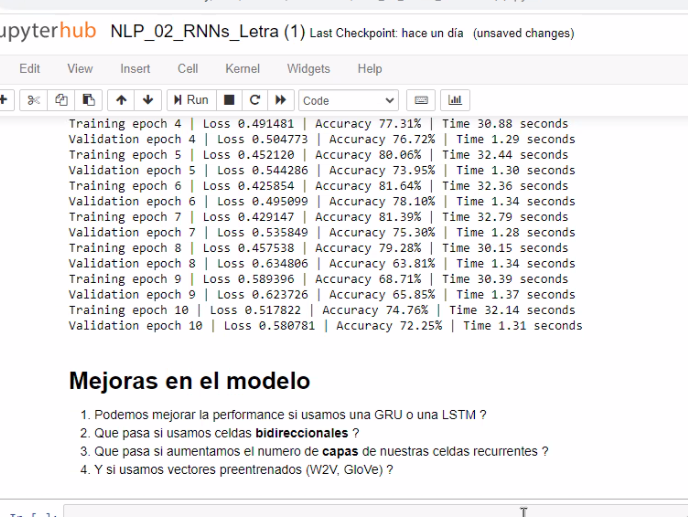 upyterhub NLP_02_RNNs_Letra (1) Last Checkpoint: hace un día (unsaved changes)
Edit View Insert Cell Kernel Widgets Help
Run Code
Training epoch 4 | Loss 0.491481 | Accuracy 77.31% | Time 30.88 seconds
Validation epoch 4 | Loss 0.504773 | Accuracy 76.72% | Time 1.29 seconds
Training epoch 5 | Loss 0.452120 | Accuracy 80.06% | Time 32.44 seconds
Validation epoch 5 | Loss 0.544286 | Accuracy 73.95% | Time 1.30 seconds
Training epoch 6 | Loss 0.425854 | Accuracy 81.64% | Time 32.36 seconds
Validation epoch 6 | Loss 0.495099 | Accuracy 78.10% | Time 1.34 seconds
Training epoch 7 | Loss 0.429147 | Accuracy 81.39% | Time 32.79 seconds
Validation epoch 7 | Loss 0.535849 | Accuracy 75.30% | Time 1.28 seconds
Training epoch 8 | Loss 0.457538 | Accuracy 79.28% | Time 30.15 seconds
Validation epoch 8 | Loss 0.634806 | Accuracy 63.81% | Time 1.34 seconds
Training epoch 9 | Loss 0.589396 | Accuracy 68.71% | Time 30.39 seconds
Validation epoch 9 | Loss 0.623726 | Accuracy 65.85% | Time 1.37 seconds
Training epoch 10 | Loss 0.517822 | Accuracy 74.76% | Time 32.14 seconds
Validation epoch 10 | Loss 0.580781 | Accuracy 72.25% | Time 1.31 seconds
Mejoras en el modelo
1. Podemos mejorar la performance si usamos una GRU o una LSTM ?
2. Que pasa si usamos celdas bidireccionales ?
3. Que pasa si aumentamos el numero de capas de nuestras celdas recurrentes ?
4. Y si usamos vectores preentrenados (W2V, GloVe) ?